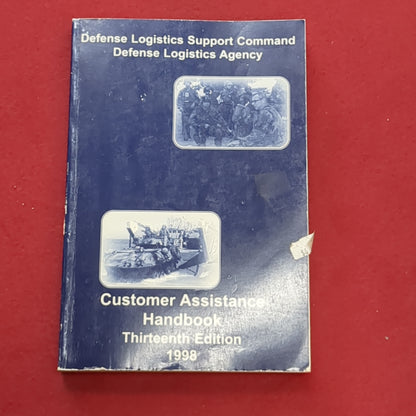 Defense Logistics Support Command
Defense Logistics Agency
Customer Assistance
Handbook
Thirteenth Edition
1998